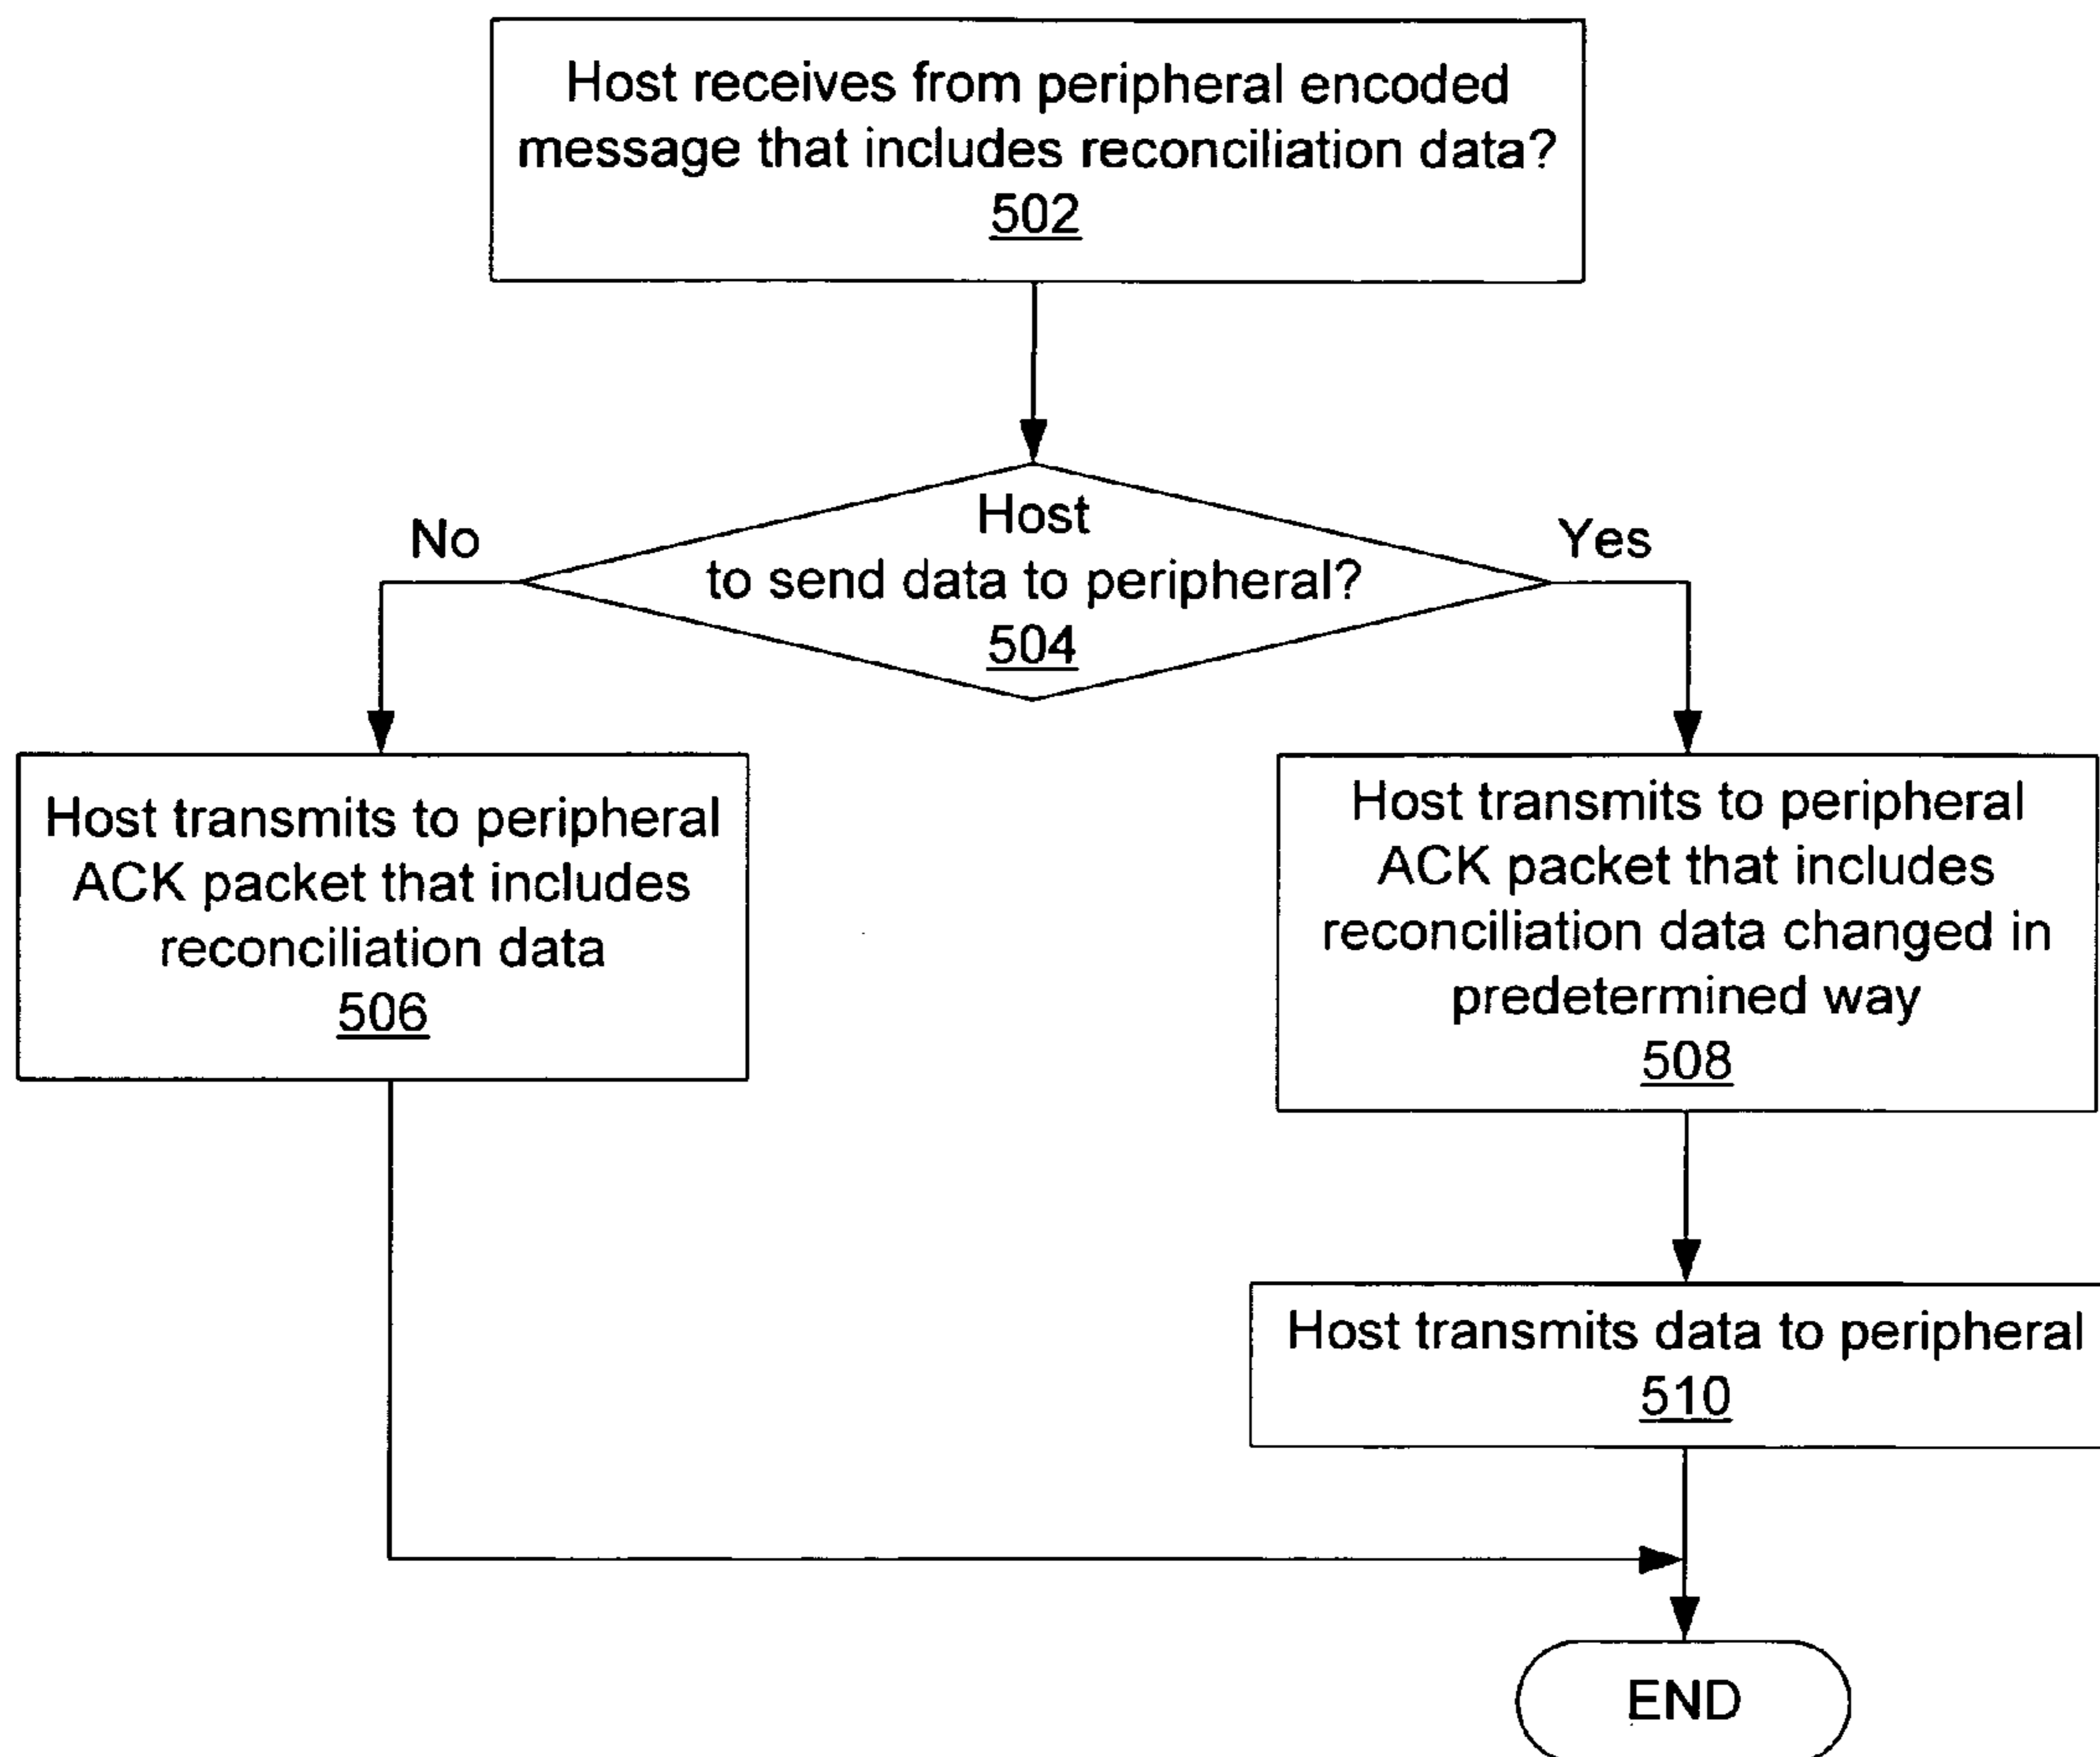 Host receives from peripheral encoded
message that includes reconciliation data?
502
Host
to send data to peripheral?
504
No
Yes
Host transmits to peripheral
ACK packet that includes
reconciliation data
506
Host transmits to peripheral
ACK packet that includes
reconciliation data changed in
predetermined way
508
Host transmits data to peripheral
510
END